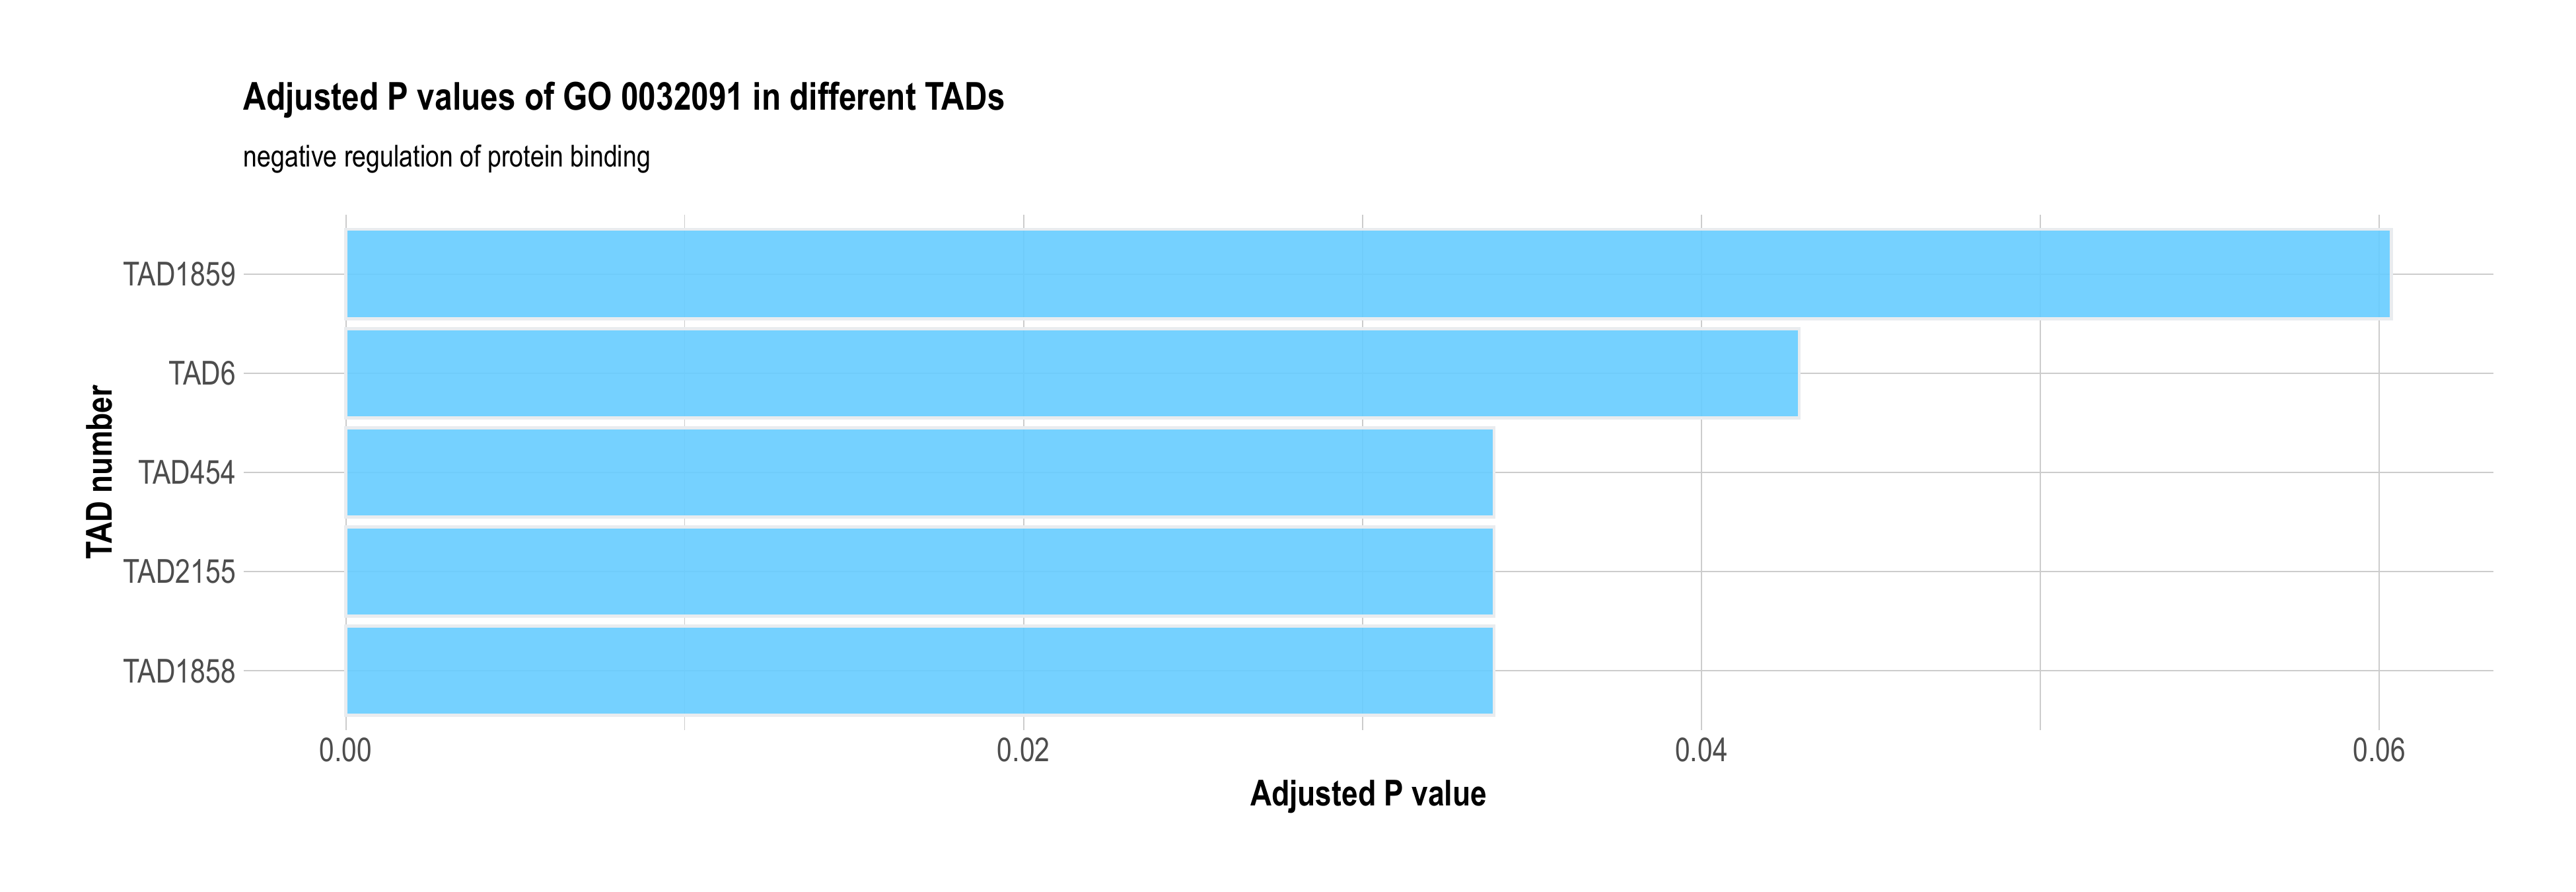 Adjusted P values of GO 0032091 in different TADs
negative regulation of protein binding
TAD number
TAD1859
TAD6
TAD454
TAD2155
TAD1858
0.00 0.02 0.04 0.06
Adjusted P value